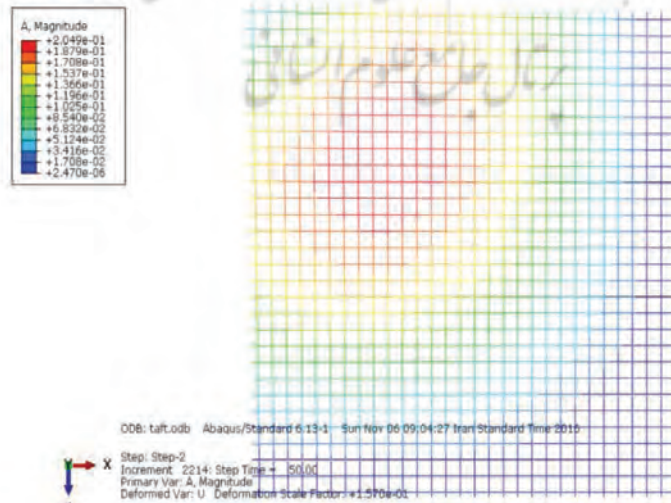 A, Magnitude
+2.049e-01
+1.879e-01
+1.708e-01
+1.537e-01
+1.366e-01
+1.196e-01
+1.025e-01
+8.540e-02
+6.832e-02
+5.124e-02
+3.416e-02
+1.708e-02
+2.470e-06
پرتال جامع علوم انسانی
ODB: taft.odb Abaqus/Standard 6.13-1 Sun Nov 06 09:04:27 Iran Standard Time
Y X
Step: Step-2
Increment 2214: Step Time = 50.00
Primary Var: A, Magnitude
Deformed Var: U Deformation Scale Factor: +1.570e-01